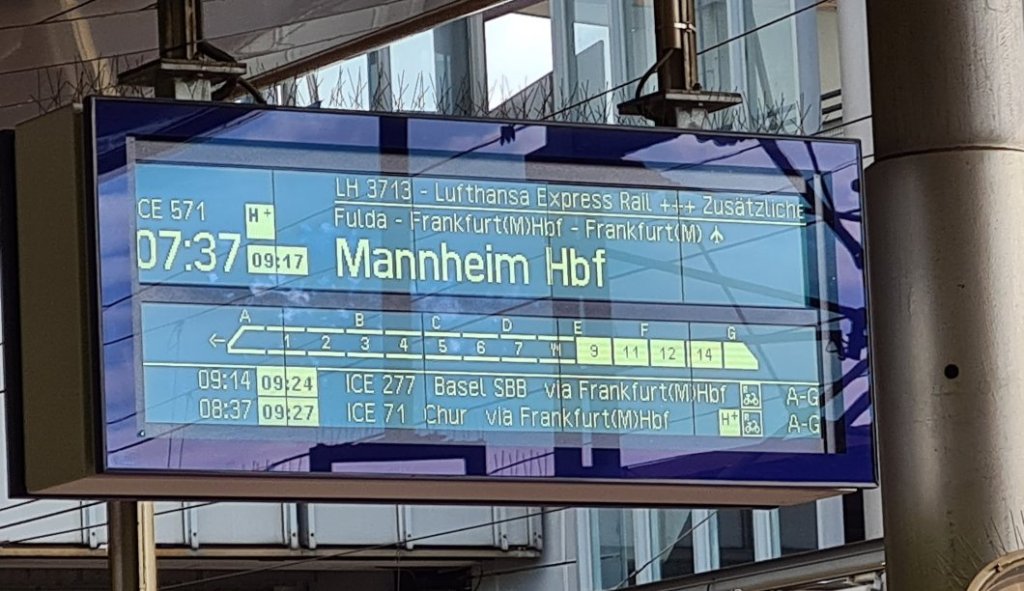 LH 3713 - Lufthansa Express Rail +++ Zusätzliche
CE 571 H+ Fulda - Frankfurt(M)Hbf - Frankfurt(M)
07:37 09:17 Mannheim Hbf
A B C D E F G
1 2 3 4 5 6 7 9 11 12 14
09:14 09:24 ICE 277 Basel SBB via Frankfurt(M)Hbf A-G
08:37 09:27 ICE 71 Chur via Frankfurt(M)Hbf H+ A-G